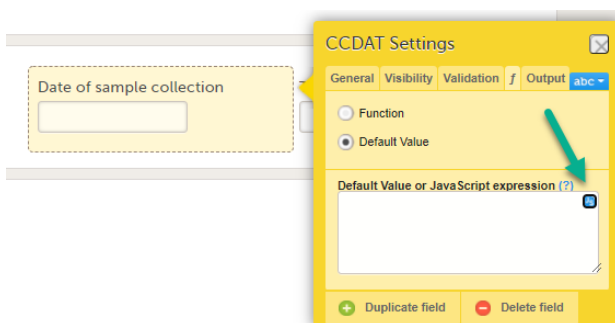 CCDAT Settings
General Visibility Validation f Output abc
Date of sample collection
Function
Default Value
Default Value or JavaScript expression (?)
Duplicate field Delete field